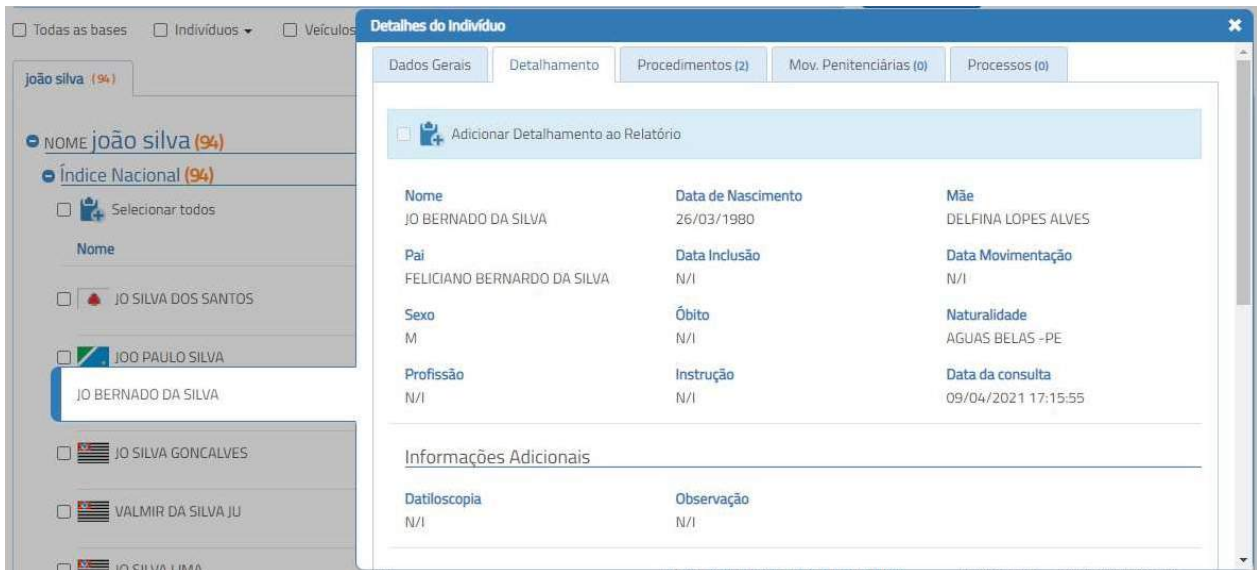 Todas as bases Indivíduos Veículos
joão silva (94)
NOME joão silva (94)
Índice Nacional (94)
Selecionar todos
Nome
JO SILVA DOS SANTOS
JOO PAULO SILVA
JO BERNADO DA SILVA
JO SILVA GONCALVES
VALMIR DA SILVA JU
JO SILVA LIMA
Detalhes do Indivíduo
Dados Gerais Detalhamento Procedimentos (2) Mov. Penitenciárias (0) Processos (0)
Adicionar Detalhamento ao Relatório
Nome Data de Nascimento Mãe
JO BERNADO DA SILVA 26/03/1980 DELFINA LOPES ALVES
Pai Data Inclusão Data Movimentação
FELICIANO BERNARDO DA SILVA N/I N/I
Sexo Óbito Naturalidade
M N/I AGUAS BELAS -PE
Profissão Instrução Data da consulta
N/I N/I 09/04/2021 17:15:55
Informações Adicionais
Datiloscopia Observação
N/I N/I